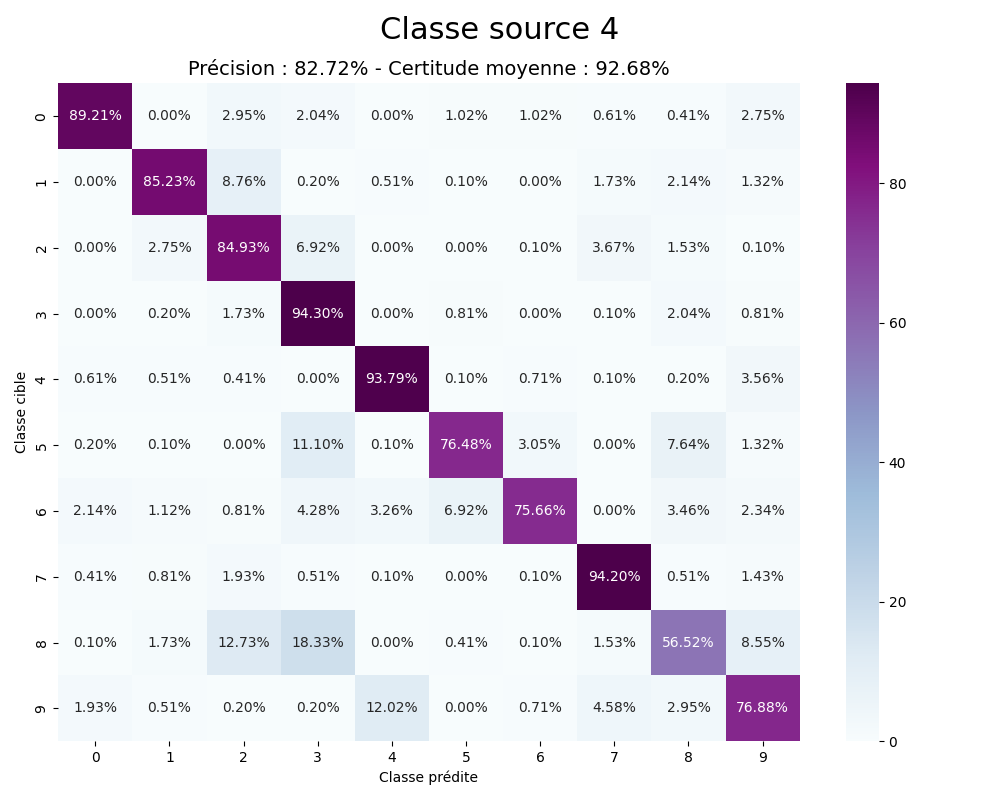 Classe source 4
Précision : 82.72% - Certitude moyenne : 92.68%
0 89.21% 0.00% 2.95% 2.04% 0.00% 1.02% 1.02% 0.61% 0.41% 2.75%
1 0.00% 85.23% 8.76% 0.20% 0.51% 0.10% 0.00% 1.73% 2.14% 1.32%
80
2 0.00% 2.75% 84.93% 6.92% 0.00% 0.00% 0.10% 3.67% 1.53% 0.10%
3 0.00% 0.20% 1.73% 94.30% 0.00% 0.81% 0.00% 0.10% 2.04% 0.81%
60
Classe cible
4 0.61% 0.51% 0.41% 0.00% 93.79% 0.10% 0.71% 0.10% 0.20% 3.56%
5 0.20% 0.10% 0.00% 11.10% 0.10% 76.48% 3.05% 0.00% 7.64% 1.32%
40
6 2.14% 1.12% 0.81% 4.28% 3.26% 6.92% 75.66% 0.00% 3.46% 2.34%
7 0.41% 0.81% 1.93% 0.51% 0.10% 0.00% 0.10% 94.20% 0.51% 1.43%
20
8 0.10% 1.73% 12.73% 18.33% 0.00% 0.41% 0.10% 1.53% 56.52% 8.55%
9 1.93% 0.51% 0.20% 0.20% 12.02% 0.00% 0.71% 4.58% 2.95% 76.88%
0
0 1 2 3 4 5 6 7 8 9
Classe prédite